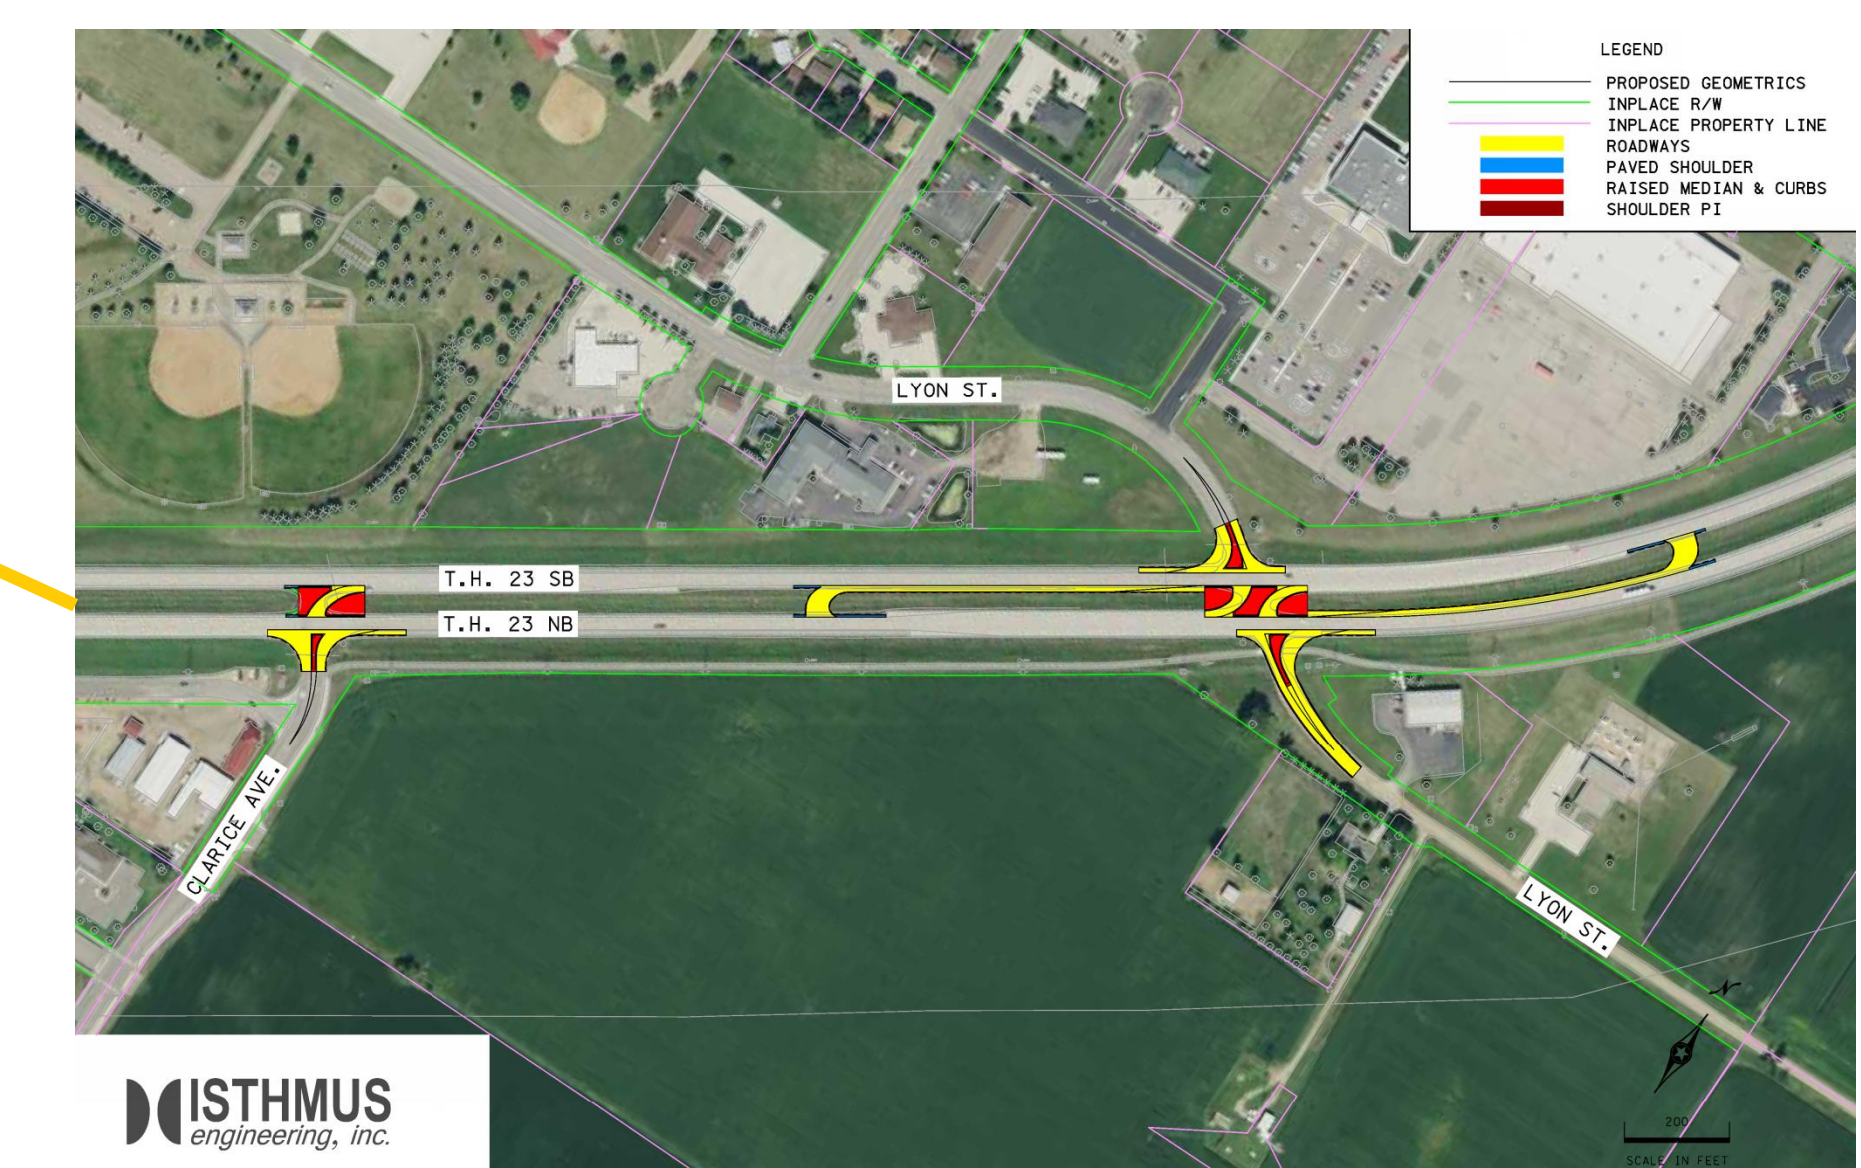 LEGEND
PROPOSED GEOMETRICS
INPLACE R/W
INPLACE PROPERTY LINE
ROADWAYS
PAVED SHOULDER
RAISED MEDIAN & CURBS
SHOULDER PI
LYON ST.
T.H. 23 SB
T.H. 23 NB
CLARICE AVE.
LYON ST.
N
200
SCALE IN FEET
ISTHMUS
engineering, inc.